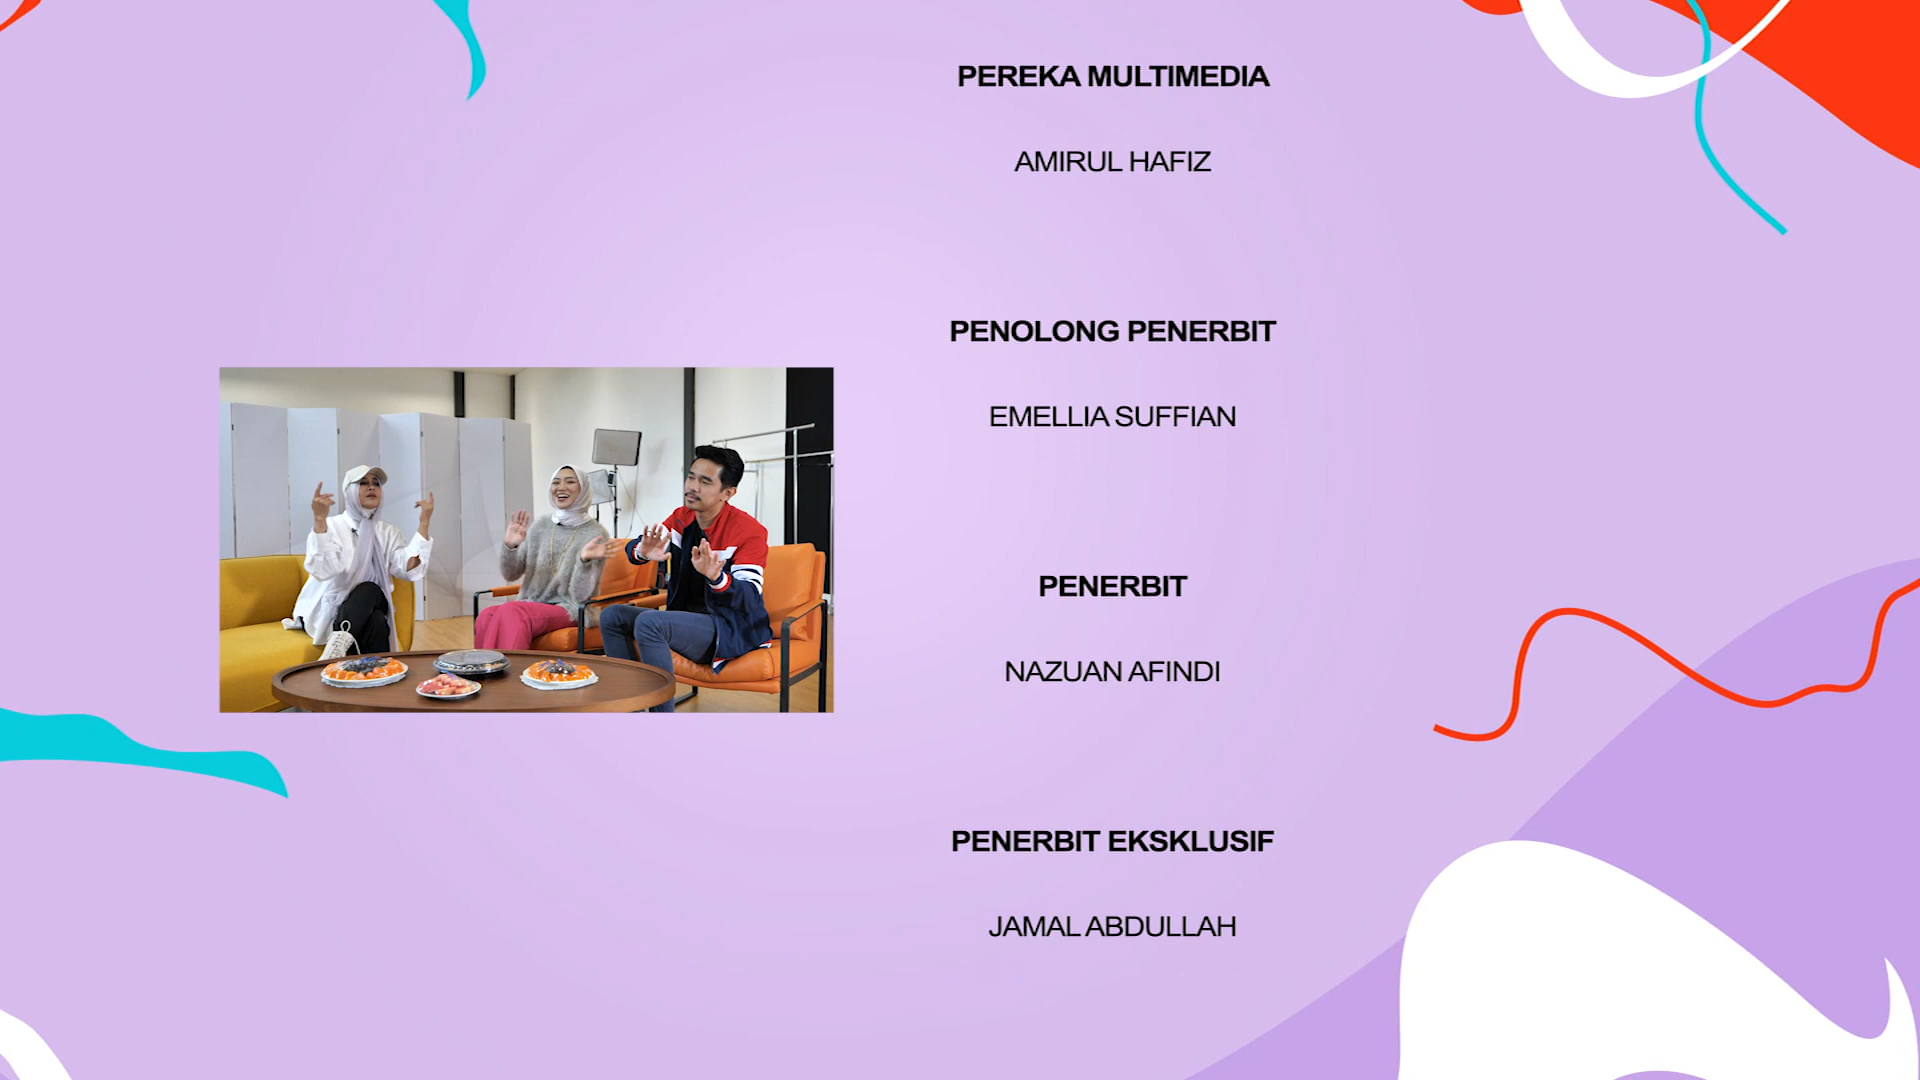 PEREKA MULTIMEDIA
AMIRUL HAFIZ
PENOLONG PENERBIT
EMELLIA SUFFIAN
PENERBIT
NAZUAN AFINDI
PENERBIT EKSKLUSIF
JAMAL ABDULLAH